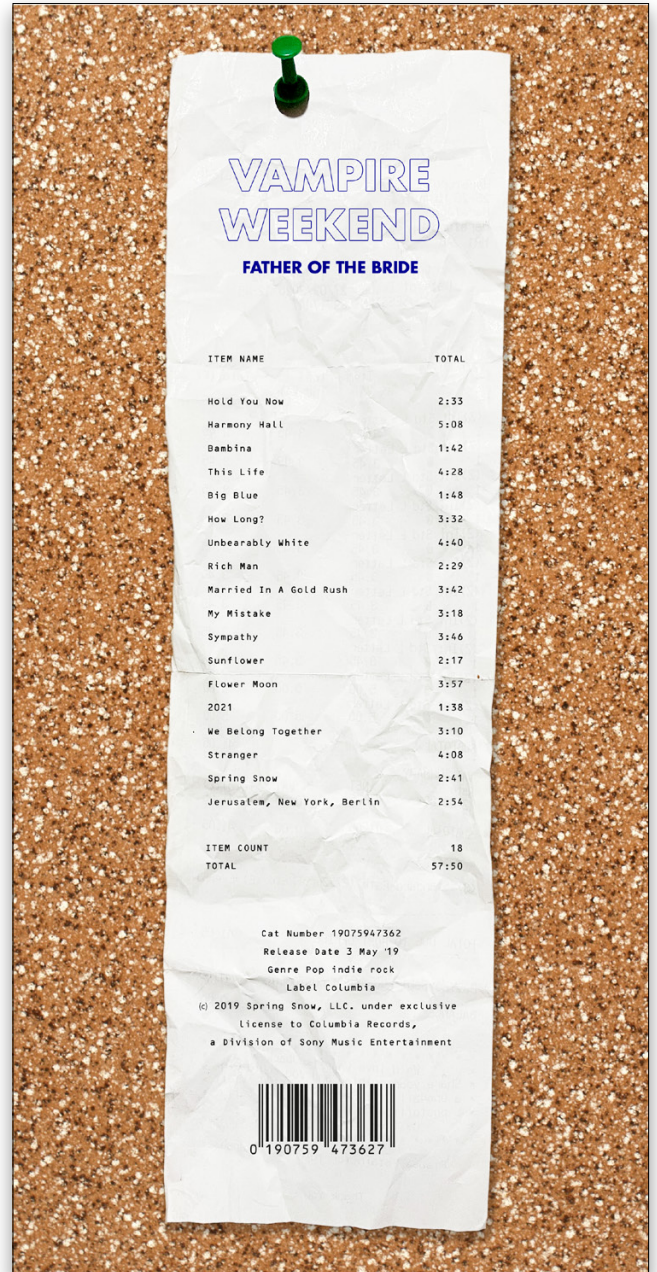 VAMPIRE
WEEKEND
FATHER OF THE BRIDE
ITEM NAME TOTAL
Hold You Now 2:33
Harmony Hall 5:08
Bambina 1:42
This Life 4:28
Big Blue 1:48
How Long? 3:32
Unbearably White 4:40
Rich Man 2:29
Married In A Gold Rush 3:42
My Mistake 3:18
Sympathy 3:46
Sunflower 2:17
Flower Moon 3:57
2021 1:38
We Belong Together 3:10
Stranger 4:08
Spring Snow 2:41
Jerusalem, New York, Berlin 2:54
ITEM COUNT 18
TOTAL 57:50
Cat Number 19075947362
Release Date 3 May '19
Genre Pop indie rock
Label Columbia
(c) 2019 Spring Snow, LLC. under exclusive
license to Columbia Records,
a Division of Sony Music Entertainment
0 190759 473627